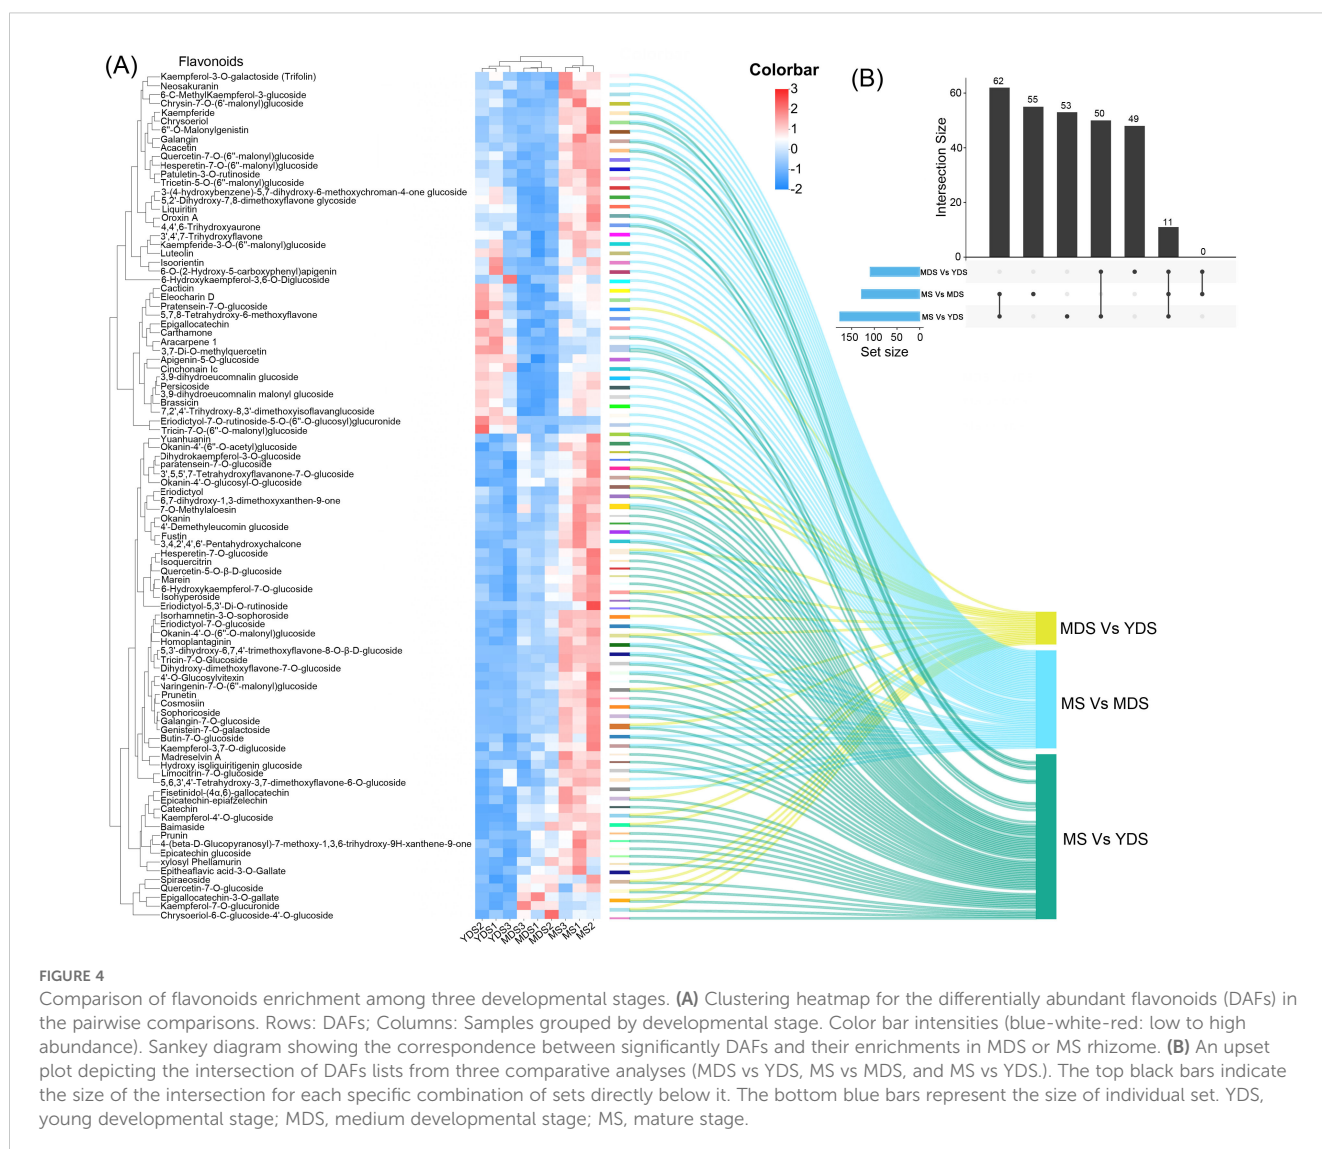 (A)
Flavonoids
Kaempferol-3-O-galactoside (Trifolin)
Neosakuranin
6-C-MethylKaempferol-3-glucoside
Chrysin-7-O-(6'-malonyl)glucoside
Kaempferide
Chrysoeriol
6"-O-Malonylgenistin
Galangin
Acacetin
Quercetin-7-O-(6"-malonyl)glucoside
Hesperetin-7-O-(6"-malonyl)glucoside
Patuletin-3-O-rutinoside
Tricetin-5-O-(6"-malonyl)glucoside
3-(4-hydroxybenzene)-5,7-dihydroxy-6-methoxychroman-4-one glucoside
5,2'-Dihydroxy-7,8-dimethoxyflavone glycoside
Liquiritin
Oroxin A
4,4',6-Trihydroxyaurone
3',4',7-Trihydroxyflavone
Kaempferide-3-O-(6"-malonyl)glucoside
Luteolin
Isoorientin
6-O-(2-Hydroxy-5-carboxyphenyl)apigenin
6-Hydroxykaempferol-3,6-O-Diglucoside
Cacticin
Eleocharin D
Pratensein-7-O-glucoside
5,7,8-Tetrahydroxy-6-methoxyflavone
Epigallocatechin
Carthamone
Aracarpene 1
3,7-Di-O-methylquercetin
Apigenin-5-O-glucoside
Cinchonain Ic
3,9-dihydroeucomnalin glucoside
Persicoside
3,9-dihydroeucomnalin malonyl glucoside
Brassicin
7,2',4'-Trihydroxy-8,3'-dimethoxyisoflavanglucoside
Eriodictyol-7-O-rutinoside-5-O-(6"-O-glucosyl)glucuronide
Tricin-7-O-(6"-O-malonyl)glucoside
Yuanhuanin
Okanin-4'-(6"-O-acetyl)glucoside
Dihydrokaempferol-3-O-glucoside
paratensein-7-O-glucoside
3',5,5',7-Tetrahydroxyflavanone-7-O-glucoside
Okanin-4'-O-glucosyl-O-glucoside
Eriodictyol
6,7-dihydroxy-1,3-dimethoxyxanthen-9-one
7-O-Methylaloesin
Okanin
4'-Demethyleucomin glucoside
Fustin
3,4,2',4',6'-Pentahydroxychalcone
Hesperetin-7-O-glucoside
Isoquercitrin
Quercetin-5-O-β-D-glucoside
Marein
6-Hydroxykaempferol-7-O-glucoside
Isohyperoside
Eriodictyol-5,3'-Di-O-rutinoside
Isorhamnetin-3-O-sophoroside
Eriodictyol-7-O-glucoside
Okanin-4'-O-(6"-O-malonyl)glucoside
Homoplantaginin
5,3'-dihydroxy-6,7,4'-trimethoxyflavone-8-O-β-D-glucoside
Tricin-7-O-Glucoside
Dihydroxy-dimethoxyflavone-7-O-glucoside
4'-O-Glucosylvitexin
Naringenin-7-O-(6"-malonyl)glucoside
Prunetin
Cosmosiin
Sophoricoside
Galangin-7-O-glucoside
Genistein-7-O-galactoside
Butin-7-O-glucoside
Kaempferol-3,7-O-diglucoside
Madreselvin A
Hydroxy isoliguiritigenin glucoside
Limocitrin-7-O-glucoside
5,6,3',4'-Tetrahydroxy-3,7-dimethoxyflavone-6-O-glucoside
Fisetinidol-(4α,6)-gallocatechin
Epicatechin-epiafzelechin
Catechin
Kaempferol-4'-O-glucoside
Baimaside
Prunin
4-(beta-D-Glucopyranosyl)-7-methoxy-1,3,6-trihydroxy-9H-xanthene-9-one
Epicatechin glucoside
xylosyl Phellamurin
Epitheaflavic acid-3-O-Gallate
Spiraeoside
Quercetin-7-O-glucoside
Epigallocatechin-3-O-gallate
Kaempferol-7-O-glucuronide
Chrysoeriol-6-C-glucoside-4'-O-glucoside
YDS2 YDS1 YDS3 MDS3 MDS1 MDS2 MS3 MS1 MS2
Colorbar
3
2
1
0
-1
-2
MDS Vs YDS
MS Vs MDS
MS Vs YDS
(B)
Intersection Size
60
40
20
0
62 55 53 50 49 11 0
MDS Vs YDS
MS Vs MDS
MS Vs YDS
150 100 50 0
Set size
FIGURE 4
Comparison of flavonoids enrichment among three developmental stages. (A) Clustering heatmap for the differentially abundant flavonoids (DAFs) in
the pairwise comparisons. Rows: DAFs; Columns: Samples grouped by developmental stage. Color bar intensities (blue-white-red: low to high
abundance). Sankey diagram showing the correspondence between significantly DAFs and their enrichments in MDS or MS rhizome. (B) An upset
plot depicting the intersection of DAFs lists from three comparative analyses (MDS vs YDS, MS vs MDS, and MS vs YDS.). The top black bars indicate
the size of the intersection for each specific combination of sets directly below it. The bottom blue bars represent the size of individual set. YDS,
young developmental stage; MDS, medium developmental stage; MS, mature stage.